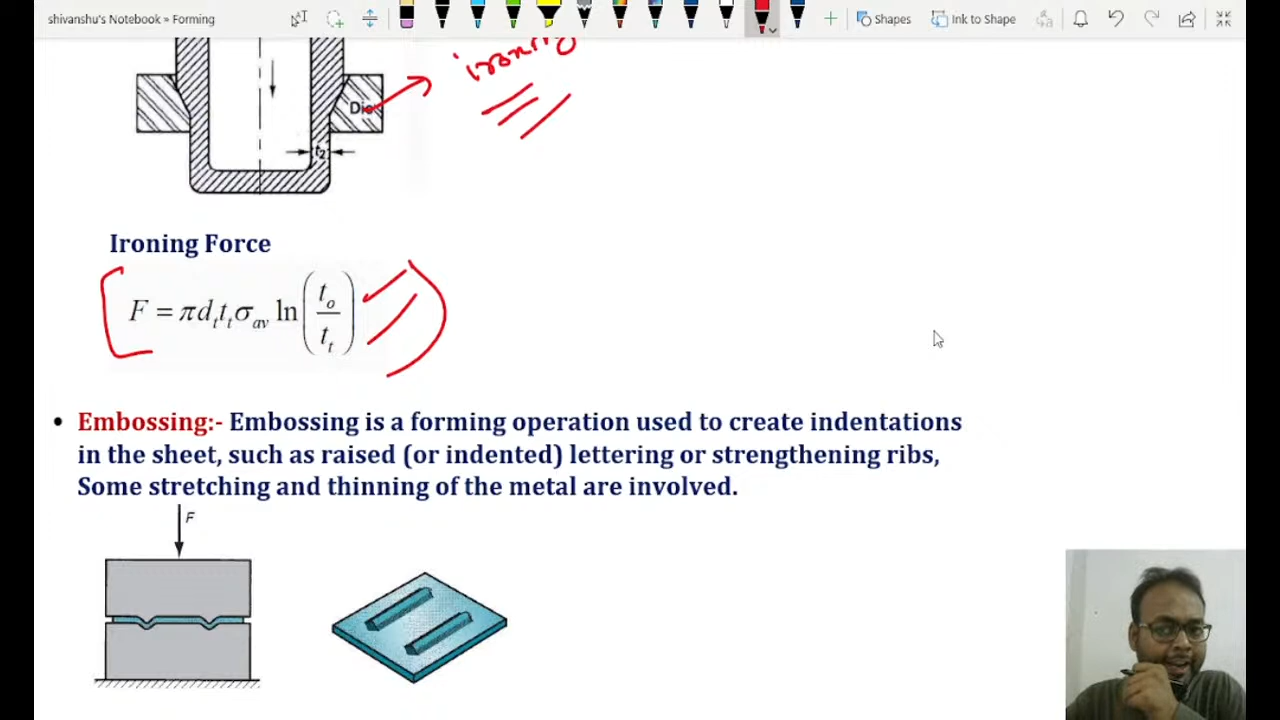 shivanshu's Notebook » Forming
Shapes
Ink to Shape
ironing
Die
t₂
Ironing Force
F = πdₜtₜσₐᵥ ln(tₒ/tₜ)
• Embossing:- Embossing is a forming operation used to create indentations
in the sheet, such as raised (or indented) lettering or strengthening ribs,
Some stretching and thinning of the metal are involved.
F